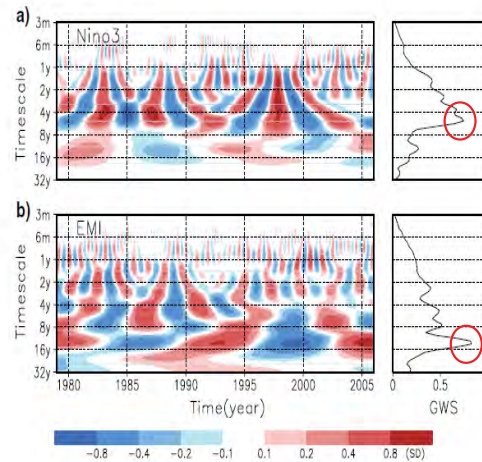 a)
Nino3
3m
6m
1y
2y
4y
8y
16y
32y
Timescale
b)
EMI
3m
6m
1y
2y
4y
8y
16y
32y
Timescale
1980 1985 1990 1995 2000 2005
Time(year)
0 0.5 1
GWS
-0.8 -0.4 -0.2 -0.1 0.1 0.2 0.4 0.8 (SD)